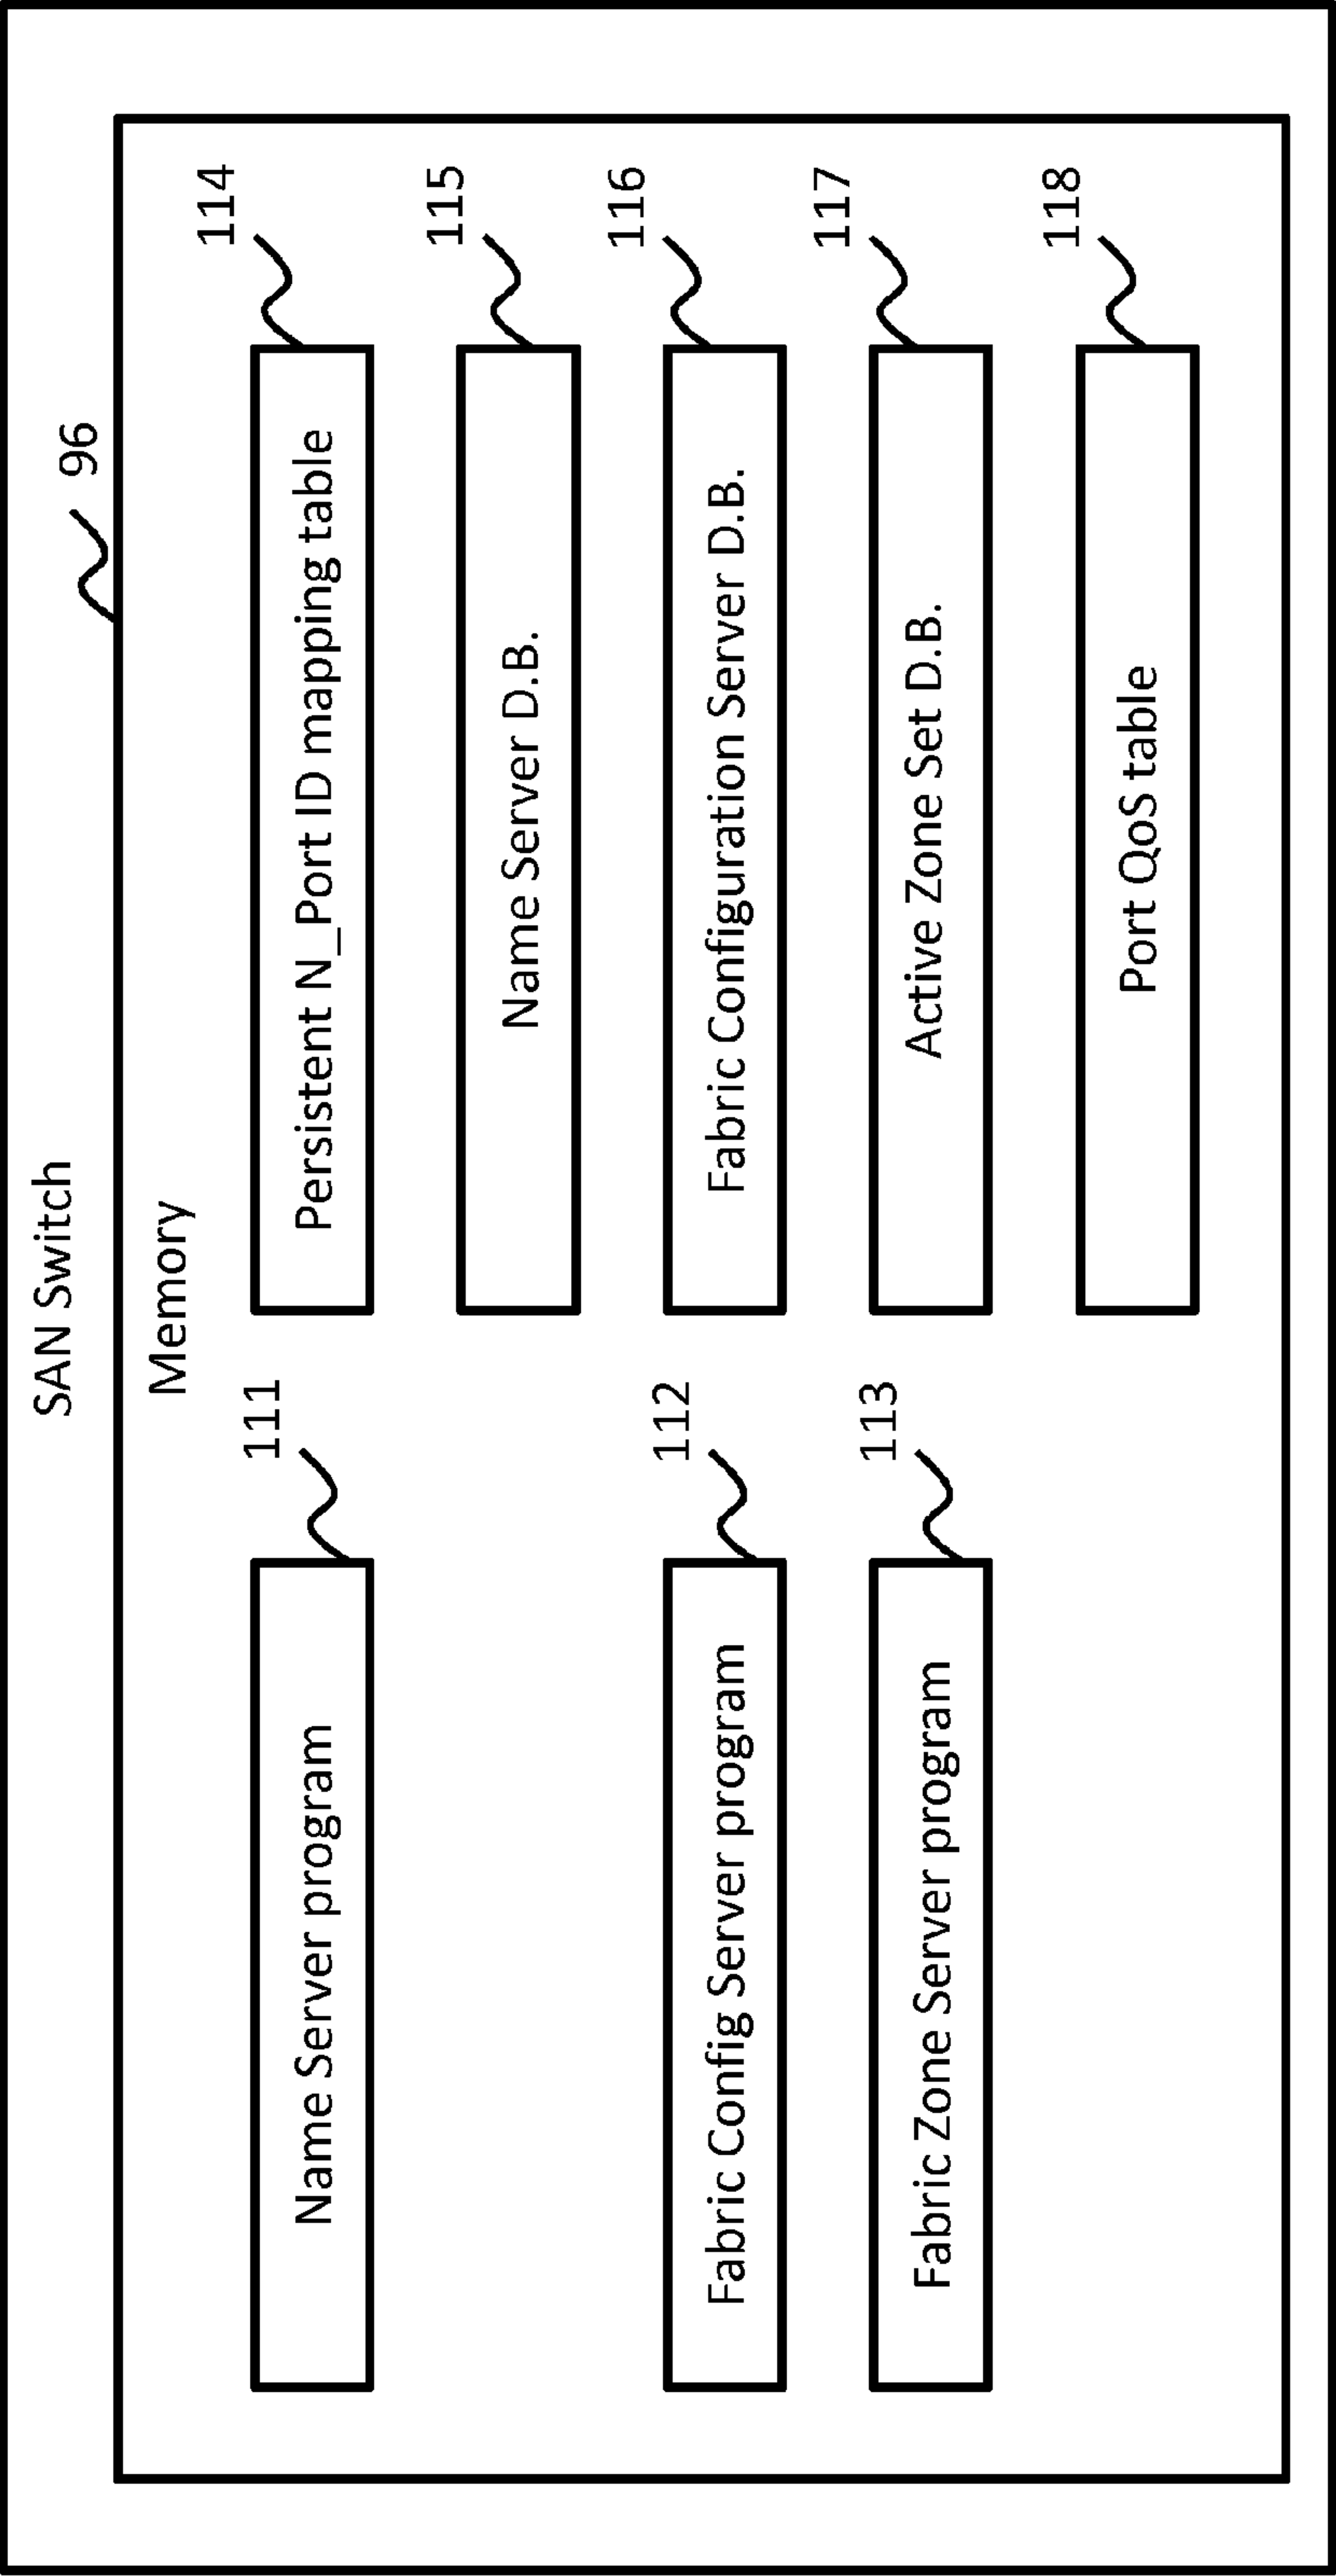 SAN Switch
96
Memory
111
Name Server program
112
Fabric Config Server program
113
Fabric Zone Server program
114
Persistent N_Port ID mapping table
115
Name Server D.B.
116
Fabric Configuration Server D.B.
117
Active Zone Set D.B.
118
Port QoS table